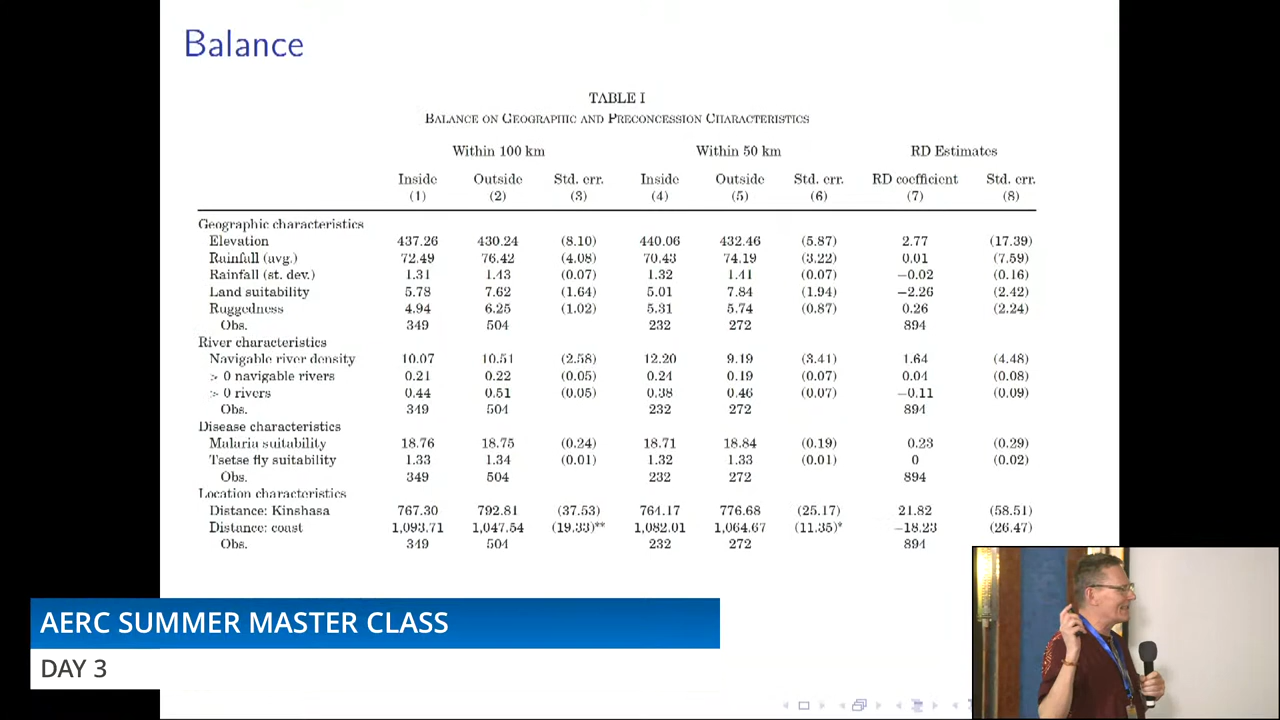 Balance
TABLE I
BALANCE ON GEOGRAPHIC AND PRECONCESSION CHARACTERISTICS
Within 100 km Within 50 km RD Estimates
Inside Outside Std. err. Inside Outside Std. err. RD coefficient Std. err.
(1) (2) (3) (4) (5) (6) (7) (8)
Geographic characteristics
Elevation 437.26 430.24 (8.10) 440.06 432.46 (5.87) 2.77 (17.39)
Rainfall (avg.) 72.49 76.42 (4.08) 70.43 74.19 (3.22) 0.01 (7.59)
Rainfall (st. dev.) 1.31 1.43 (0.07) 1.32 1.41 (0.07) −0.02 (0.16)
Land suitability 5.78 7.62 (1.64) 5.01 7.84 (1.94) −2.26 (2.42)
Ruggedness 4.94 6.25 (1.02) 5.31 5.74 (0.87) 0.26 (2.24)
Obs. 349 504 232 272 894
River characteristics
Navigable river density 10.07 10.51 (2.58) 12.20 9.19 (3.41) 1.64 (4.48)
> 0 navigable rivers 0.21 0.22 (0.05) 0.24 0.19 (0.07) 0.04 (0.08)
> 0 rivers 0.44 0.51 (0.05) 0.38 0.46 (0.07) −0.11 (0.09)
Obs. 349 504 232 272 894
Disease characteristics
Malaria suitability 18.76 18.75 (0.24) 18.71 18.84 (0.19) 0.23 (0.29)
Tsetse fly suitability 1.33 1.34 (0.01) 1.32 1.33 (0.01) 0 (0.02)
Obs. 349 504 232 272 894
Location characteristics
Distance: Kinshasa 767.30 792.81 (37.53) 764.17 776.68 (25.17) 21.82 (58.51)
Distance: coast 1,093.71 1,047.54 (19.33)** 1,082.01 1,064.67 (11.35)* −18.23 (26.47)
Obs. 349 504 232 272 894
AERC SUMMER MASTER CLASS
DAY 3